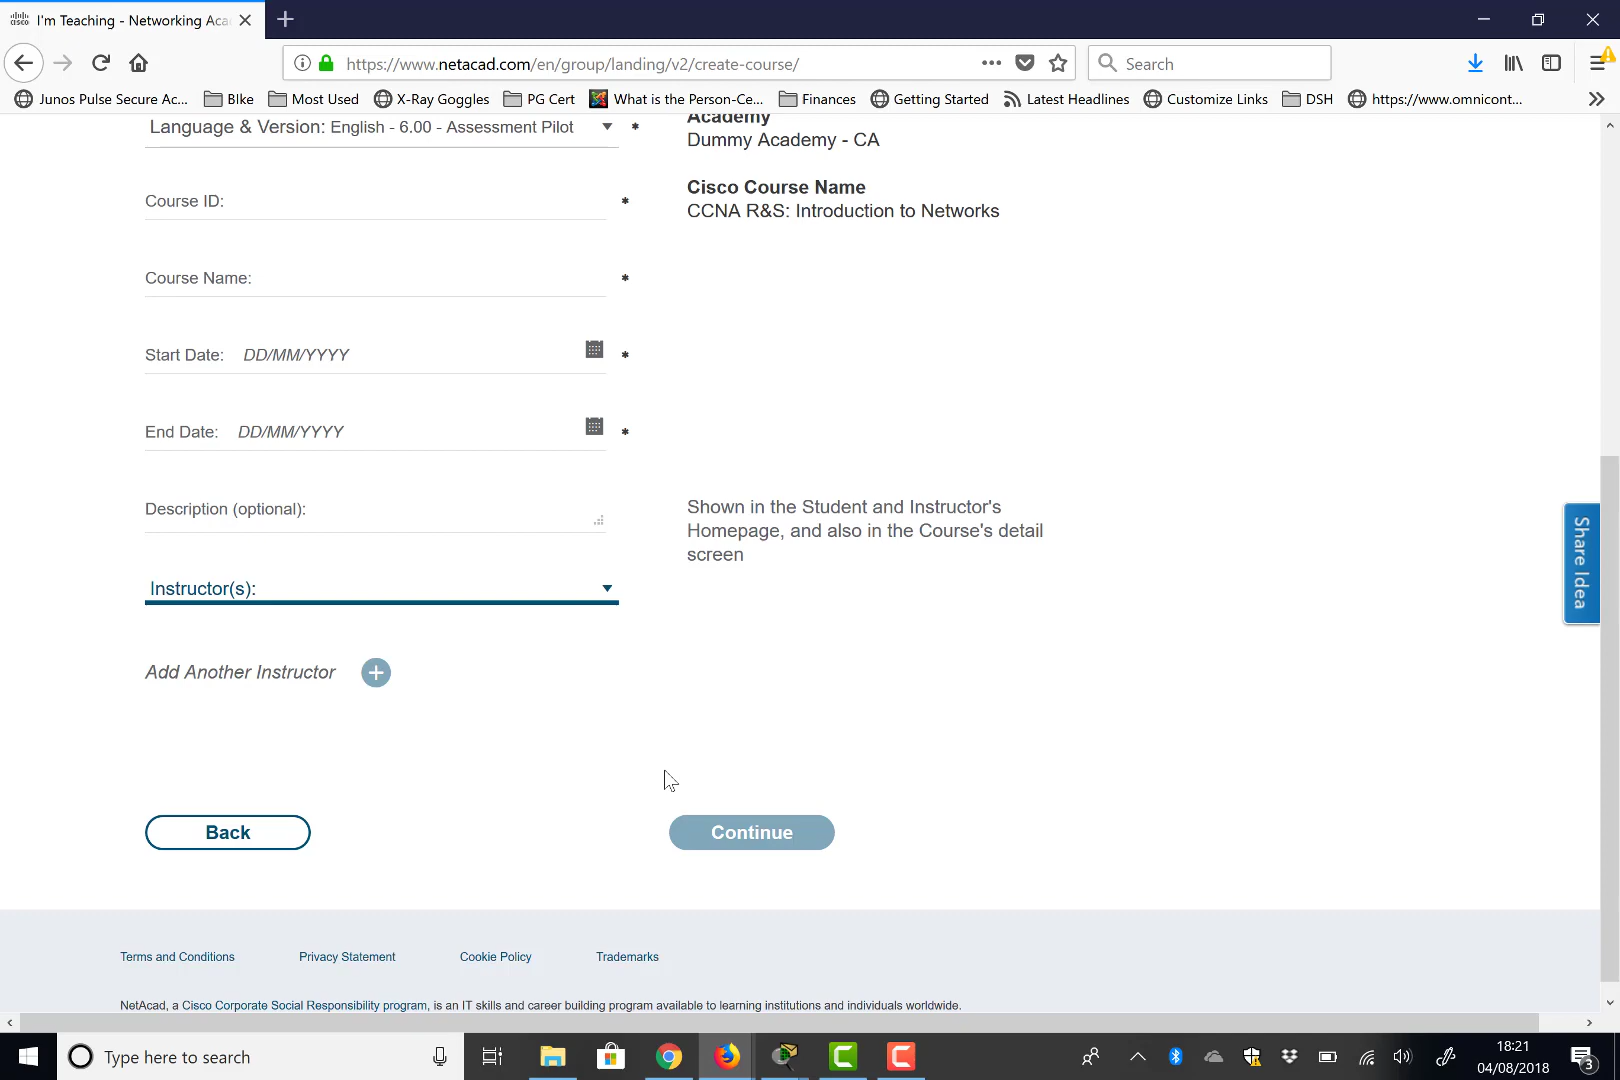 I'm Teaching - Networking Aca
https://www.netacad.com/en/group/landing/v2/create-course/
Search
Junos Pulse Secure Ac...
BIke
Most Used
X-Ray Goggles
PG Cert
What is the Person-Ce...
Finances
Getting Started
Latest Headlines
Customize Links
DSH
https://www.omnicont...
Language & Version: English - 6.00 - Assessment Pilot *
Academy
Dummy Academy - CA
Course ID: *
Cisco Course Name
CCNA R&S: Introduction to Networks
Course Name: *
Start Date: DD/MM/YYYY *
End Date: DD/MM/YYYY *
Description (optional):
Shown in the Student and Instructor's
Homepage, and also in the Course's detail
screen
Instructor(s):
Share Idea
Add Another Instructor
Back
Continue
Terms and Conditions
Privacy Statement
Cookie Policy
Trademarks
NetAcad, a Cisco Corporate Social Responsibility program, is an IT skills and career building program available to learning institutions and individuals worldwide.
Type here to search
18:21
04/08/2018
3